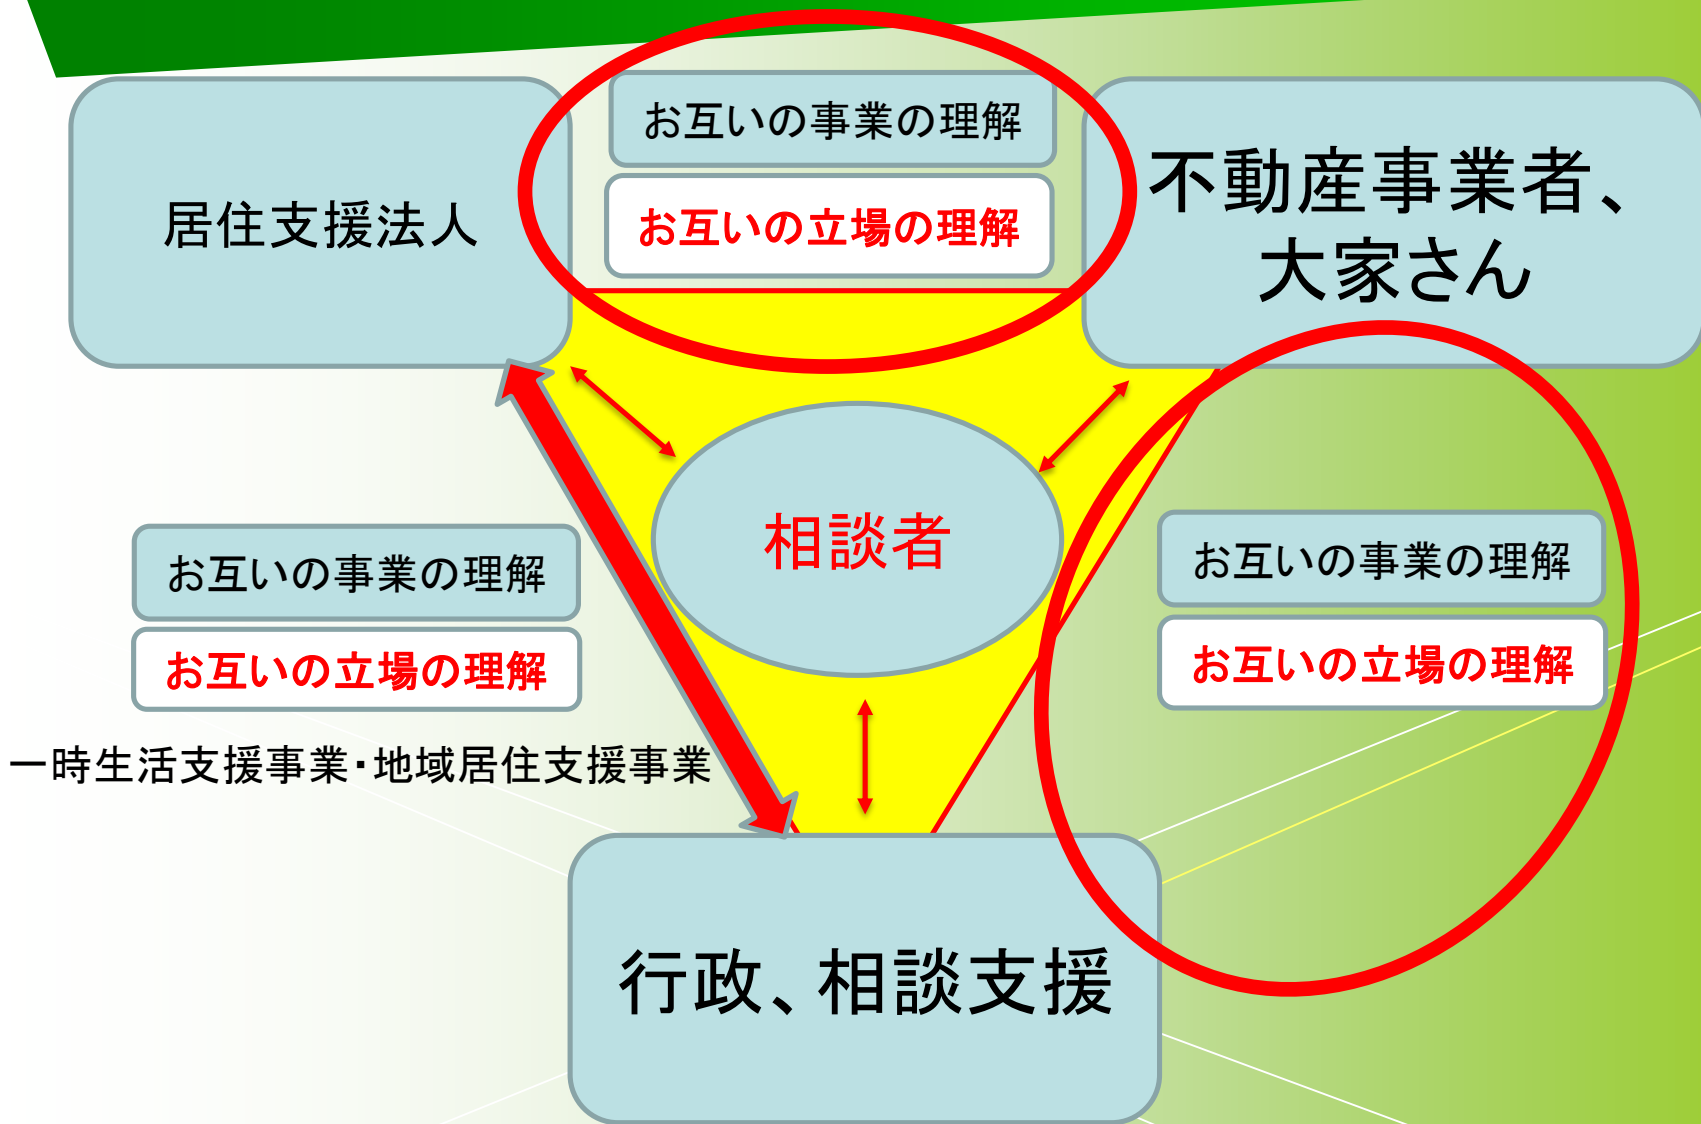 お互いの事業の理解
お互いの立場の理解
居住支援法人
不動産事業者、
大家さん
相談者
お互いの事業の理解
お互いの立場の理解
お互いの事業の理解
お互いの立場の理解
一時生活支援事業・地域居住支援事業
行政、相談支援